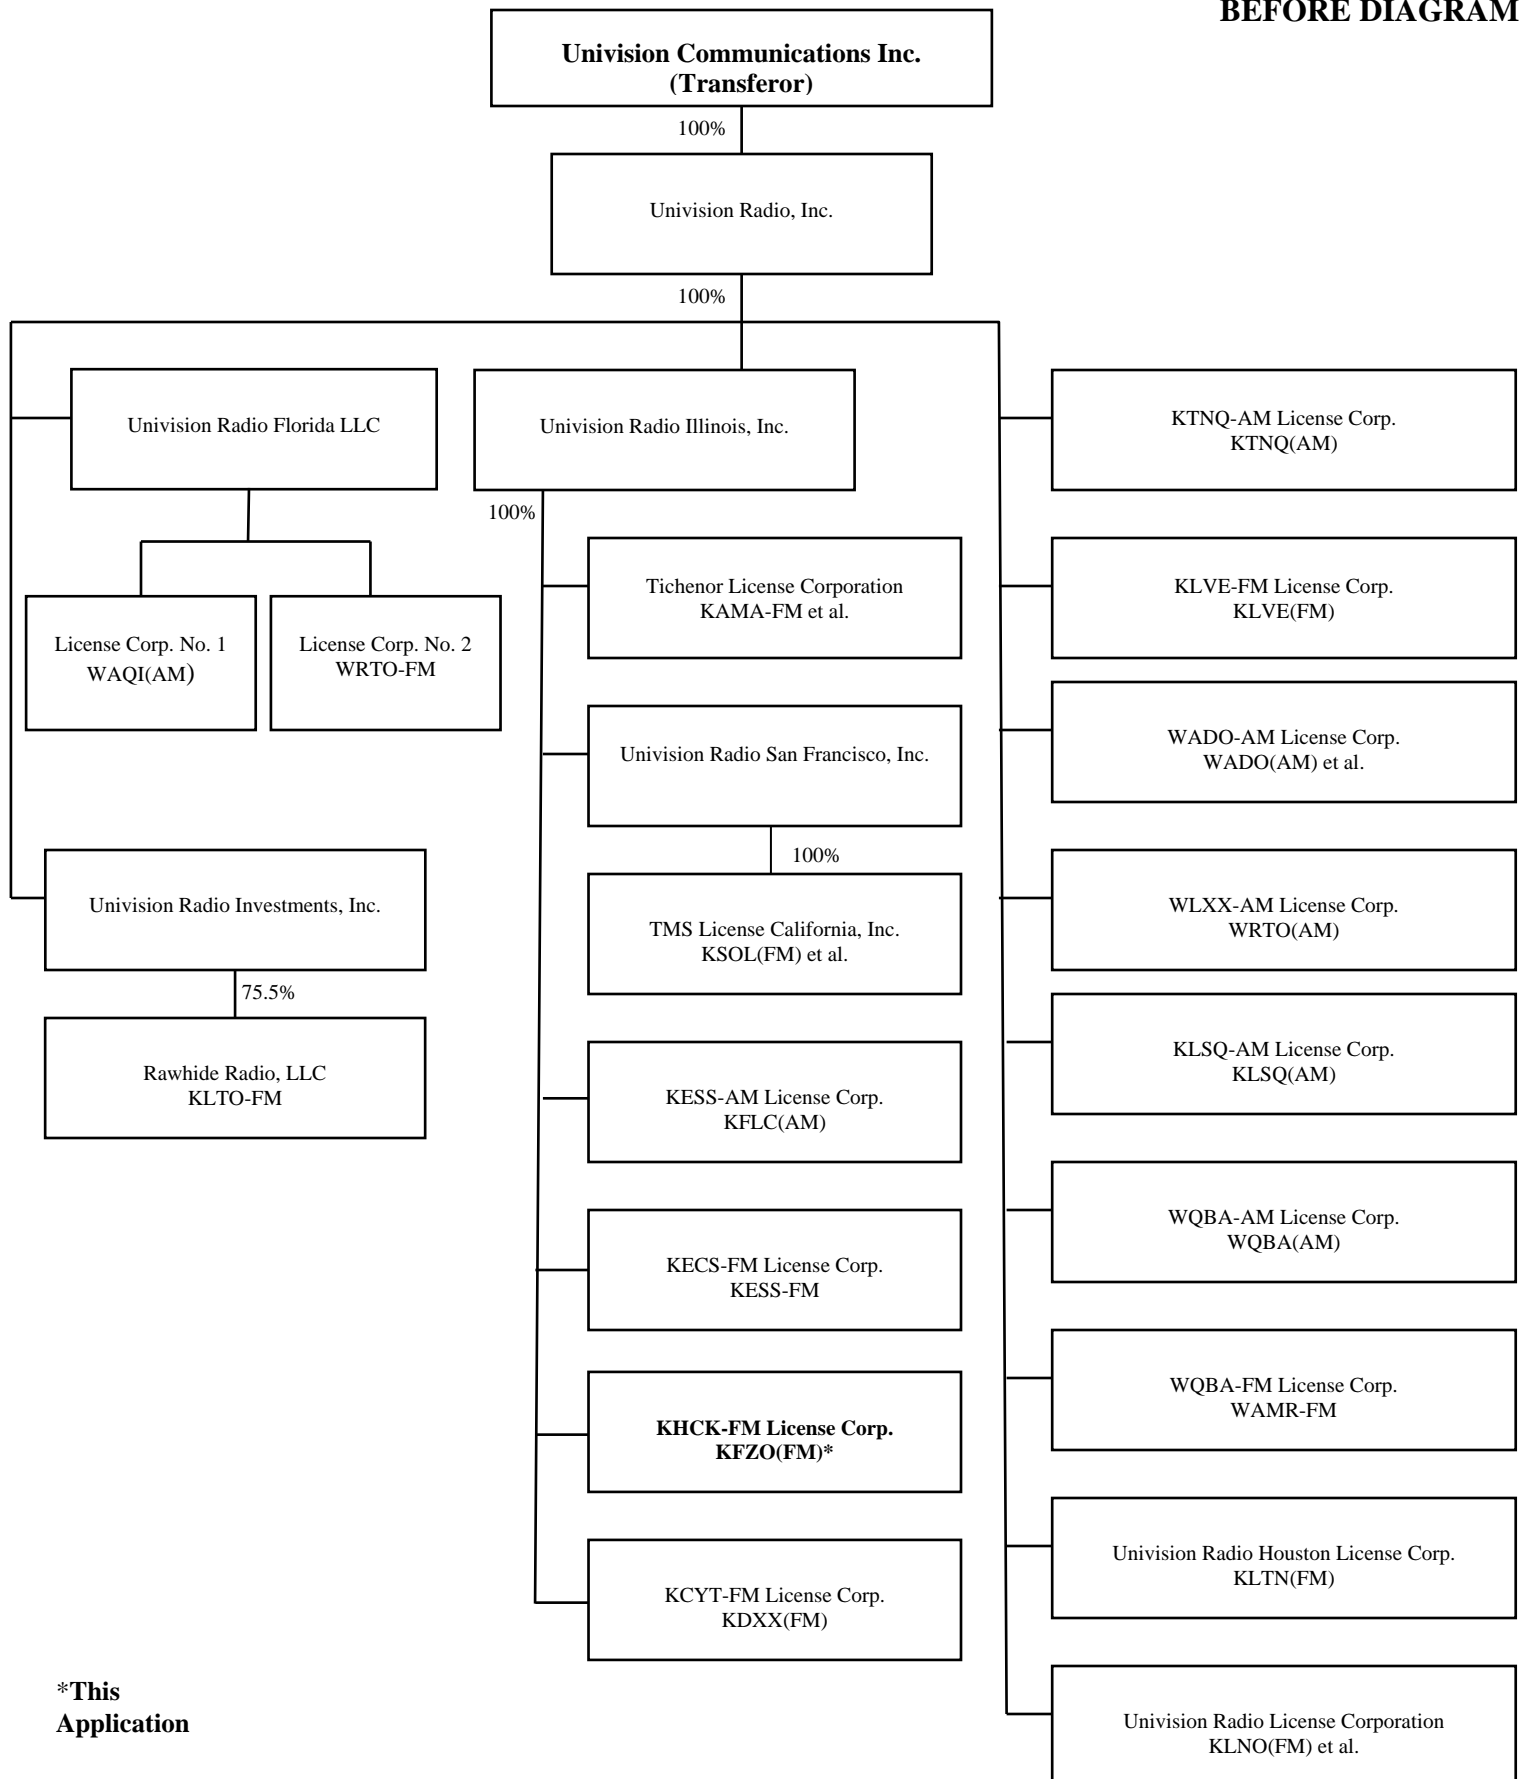 BEFORE DIAGRAM
Univision Communications Inc.
(Transferor)
100%
Univision Radio, Inc.
100%
Univision Radio Florida LLC
License Corp. No. 1
WAQI(AM)
License Corp. No. 2
WRTO-FM
Univision Radio Investments, Inc.
75.5%
Rawhide Radio, LLC
KLTO-FM
Univision Radio Illinois, Inc.
100%
Tichenor License Corporation
KAMA-FM et al.
Univision Radio San Francisco, Inc.
100%
TMS License California, Inc.
KSOL(FM) et al.
KESS-AM License Corp.
KFLC(AM)
KECS-FM License Corp.
KESS-FM
KHCK-FM License Corp.
KFZO(FM)*
KCYT-FM License Corp.
KDXX(FM)
KTNQ-AM License Corp.
KTNQ(AM)
KLVE-FM License Corp.
KLVE(FM)
WADO-AM License Corp.
WADO(AM) et al.
WLXX-AM License Corp.
WRTO(AM)
KLSQ-AM License Corp.
KLSQ(AM)
WQBA-AM License Corp.
WQBA(AM)
WQBA-FM License Corp.
WAMR-FM
Univision Radio Houston License Corp.
KLTN(FM)
Univision Radio License Corporation
KLNO(FM) et al.
*This
Application